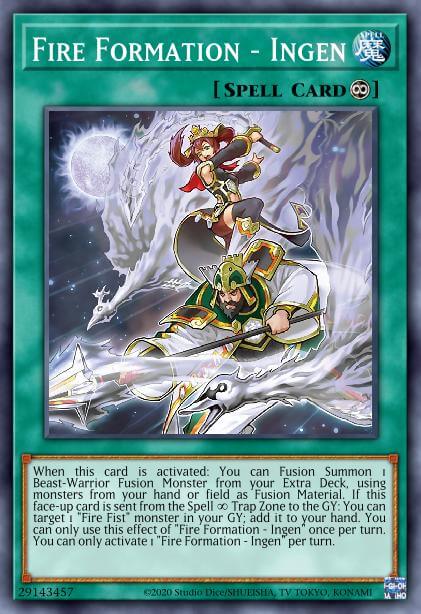 Fire Formation - Ingen
SPELL
魔
[Spell Card∞]
When this card is activated: You can Fusion Summon 1
Beast-Warrior Fusion Monster from your Extra Deck, using
monsters from your hand or field as Fusion Material. If this
face-up card is sent from the Spell ∞ Trap Zone to the GY: You can
target 1 "Fire Fist" monster in your GY; add it to your hand. You
can only use this effect of "Fire Formation - Ingen" once per turn.
You can only activate 1 "Fire Formation - Ingen" per turn.
29143457
©2020 Studio Dice/SHUEISHA, TV TOKYO, KONAMI